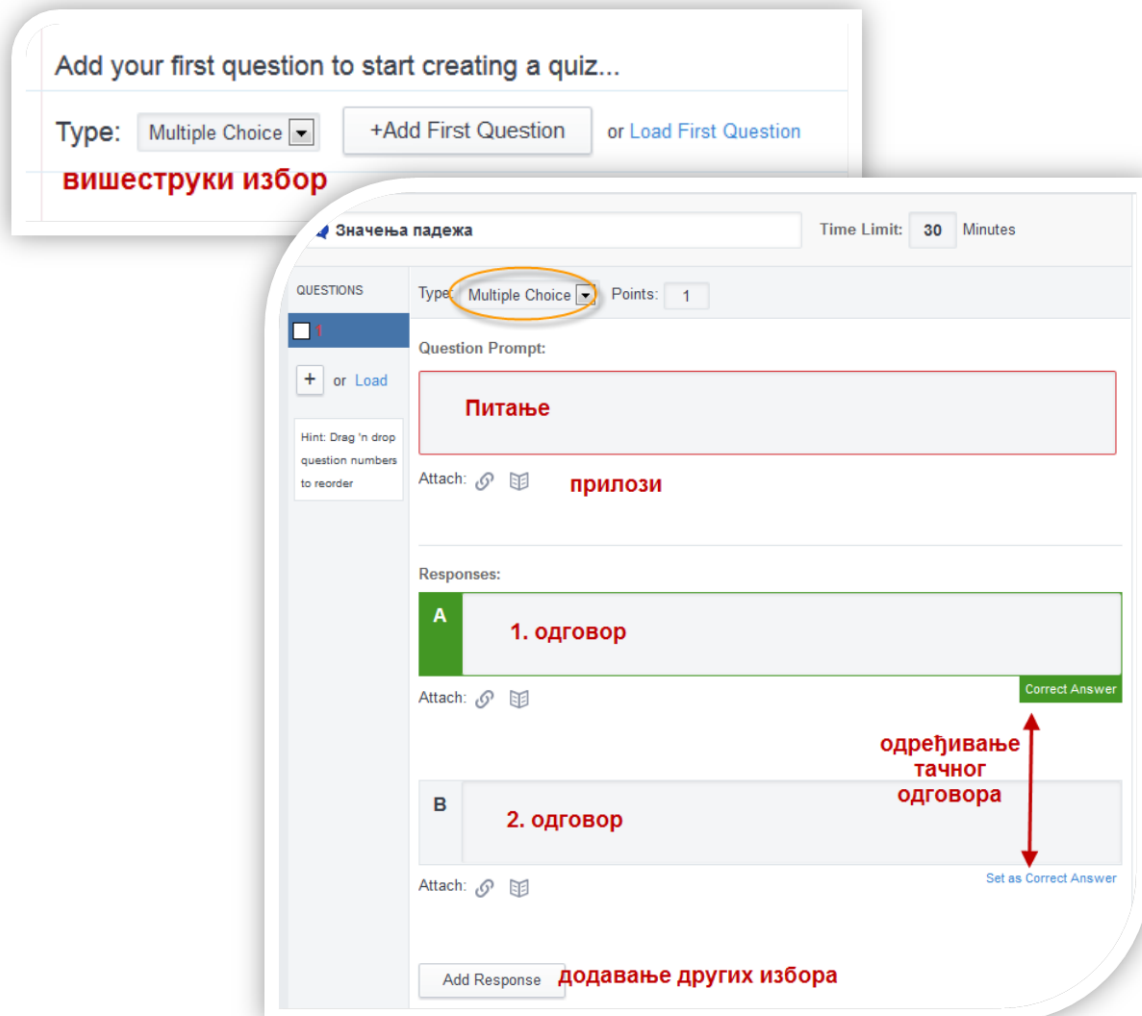 Add your first question to start creating a quiz...
Type: Multiple Choice +Add First Question or Load First Question
вишеструки избор
Значења падежа Time Limit: 30 Minutes
QUESTIONS Type: Multiple Choice Points: 1
1
Question Prompt:
+ or Load
Питање
Hint: Drag 'n drop
question numbers
to reorder
Attach: прилози
Responses:
A 1. одговор
Correct Answer
Attach:
одређивање
тачног
одговора
B 2. одговор
Set as Correct Answer
Attach:
Add Response додавање других избора